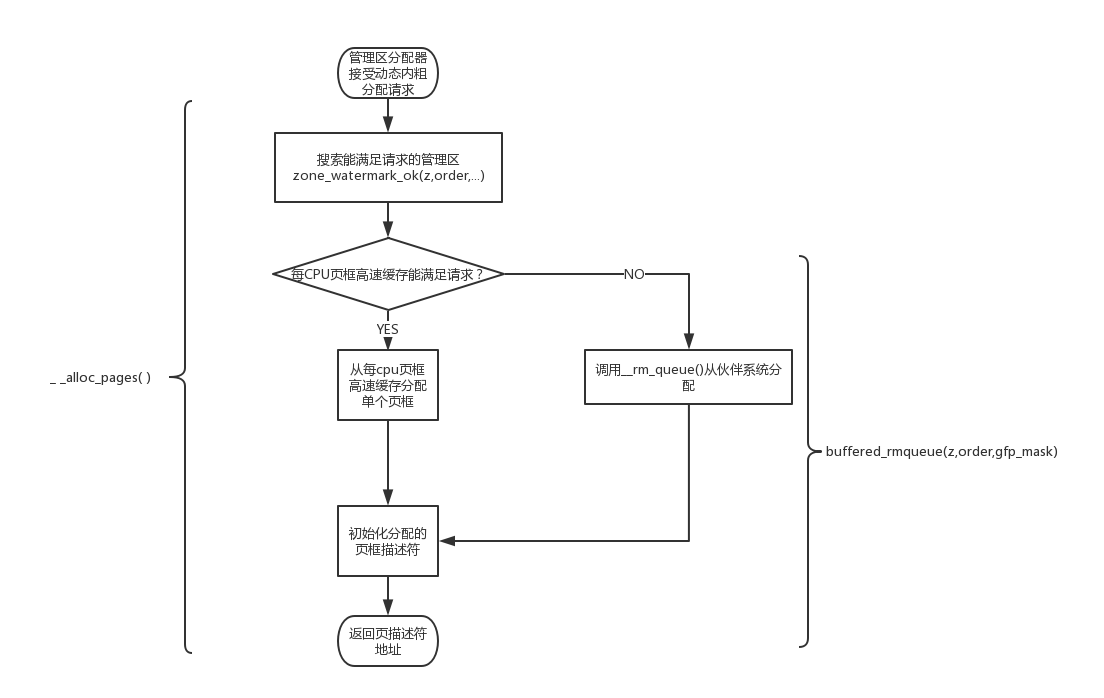 管理区分配器
接受动态内粗
分配请求
搜索能满足请求的管理区
zone_watermark_ok(z,order,...)
每CPU页框高速缓存能满足请求？
NO
YES
从每cpu页框
高速缓存分配
单个页框
调用__rm_queue()从伙伴系统分
配
_ _alloc_pages( )
buffered_rmqueue(z,order,gfp_mask)
初始化分配的
页框描述符
返回页描述符
地址